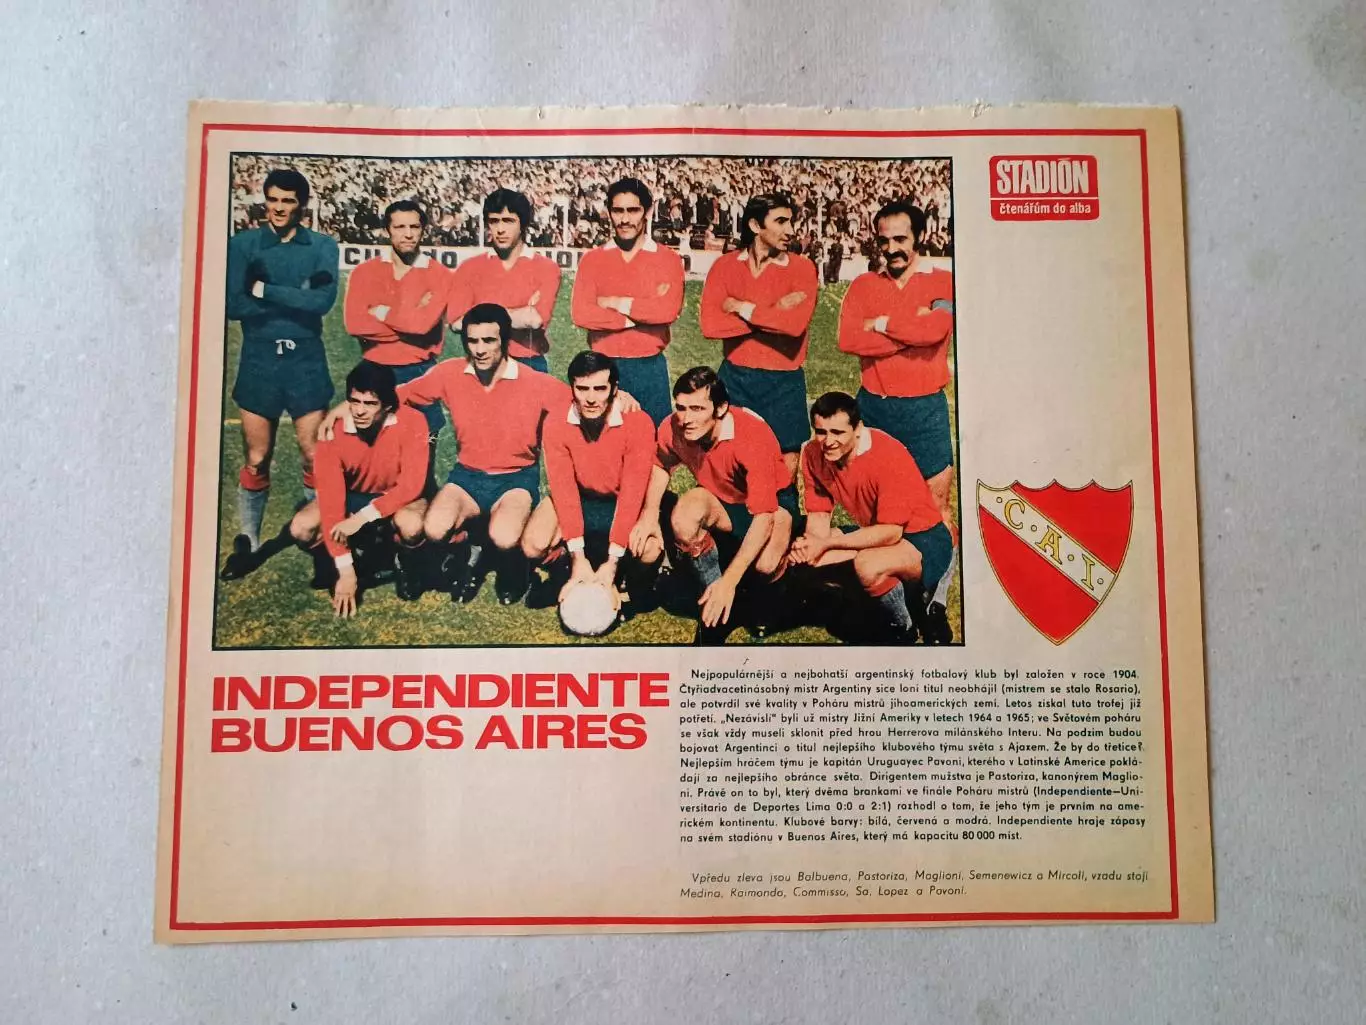 STADIÓN
čtenářům do alba
C.A.I.
INDEPENDIENTE
BUENOS AIRES
Nejpopulárnější a nejbohatší argentinský fotbalový klub byl založen v roce 1904.
Čtyřiadvacetinásobný mistr Argentiny sice loni titul neobhájil (mistrem se stalo Rosario),
ale potvrdil své kvality v Poháru mistrů jihoamerických zemí. Letos získal tuto trofej již
potřetí. „Nezávislí“ byli už mistry Jižní Ameriky v letech 1964 a 1965; ve Světovém poháru
se však vždy museli sklonit před hrou Herrerova milánského Interu. Na podzim budou
bojovat Argentinci o titul nejlepšího klubového týmu světa s Ajaxem. Že by do třetice?
Nejlepším hráčem týmu je kapitán Uruguayec Pavoni, kterého v Latinské Americe poklá-
dají za nejlepšího obránce světa. Dirigentem mužstva je Pastoriza, kanonýrem Maglio-
ni. Právě on to byl, který dvěma brankami ve finále Poháru mistrů (Independiente—Uni-
versitario de Deportes Lima 0:0 a 2:1) rozhodl o tom, že jeho tým je prvním na ame-
rickém kontinentu. Klubové barvy: bílá, červená a modrá. Independiente hraje zápasy
na svém stadiónu v Buenos Aires, který má kapacitu 80 000 míst.
Vpředu zleva jsou Balbuena, Pastoriza, Maglioni, Semenewicz a Mircoli, vzadu stojí
Medina, Raimondo, Commisso, Sa, Lopez a Pavoni.